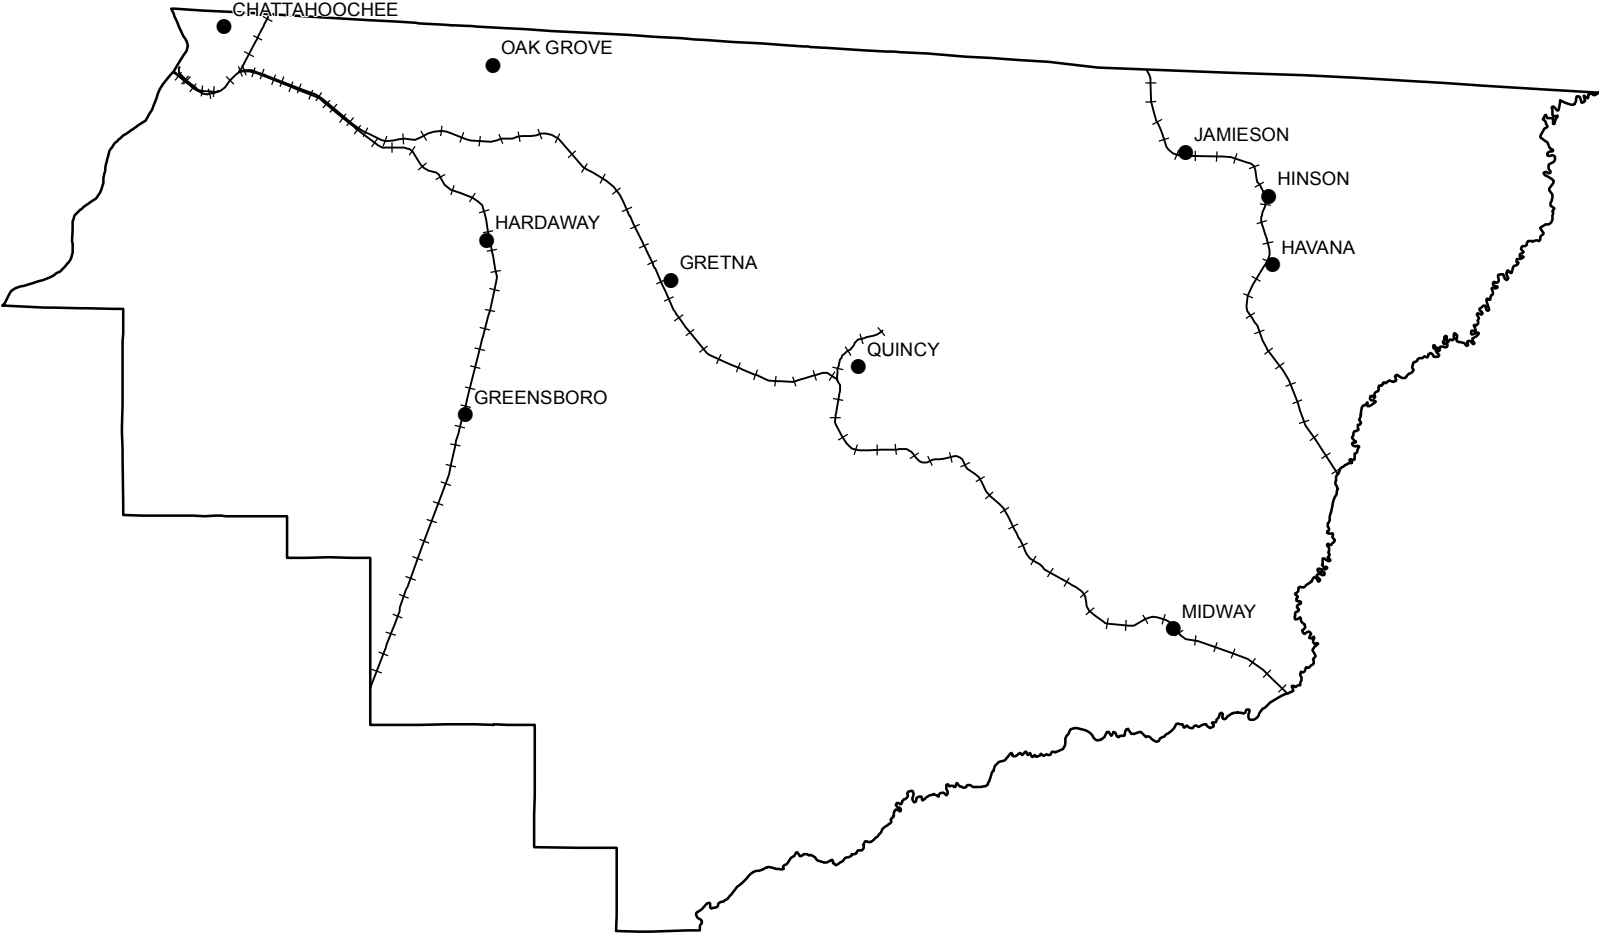 CHATTAHOOCHEE
OAK GROVE
JAMIESON
HINSON
HARDAWAY
HAVANA
GRETNA
QUINCY
GREENSBORO
MIDWAY